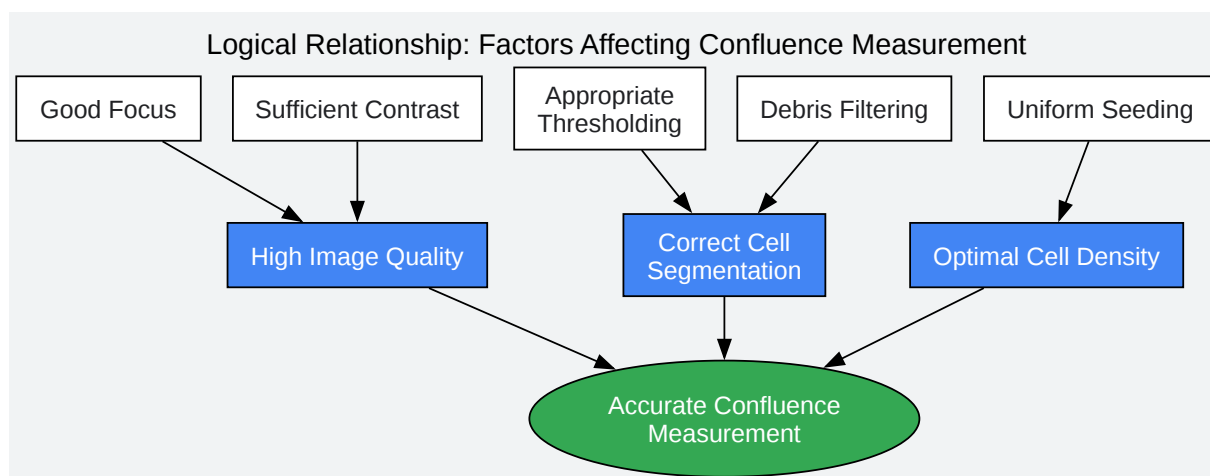 Logical Relationship: Factors Affecting Confluence Measurement
Good Focus
Sufficient Contrast
Appropriate
Thresholding
Debris Filtering
Uniform Seeding
High Image Quality
Correct Cell
Segmentation
Optimal Cell Density
Accurate Confluence
Measurement